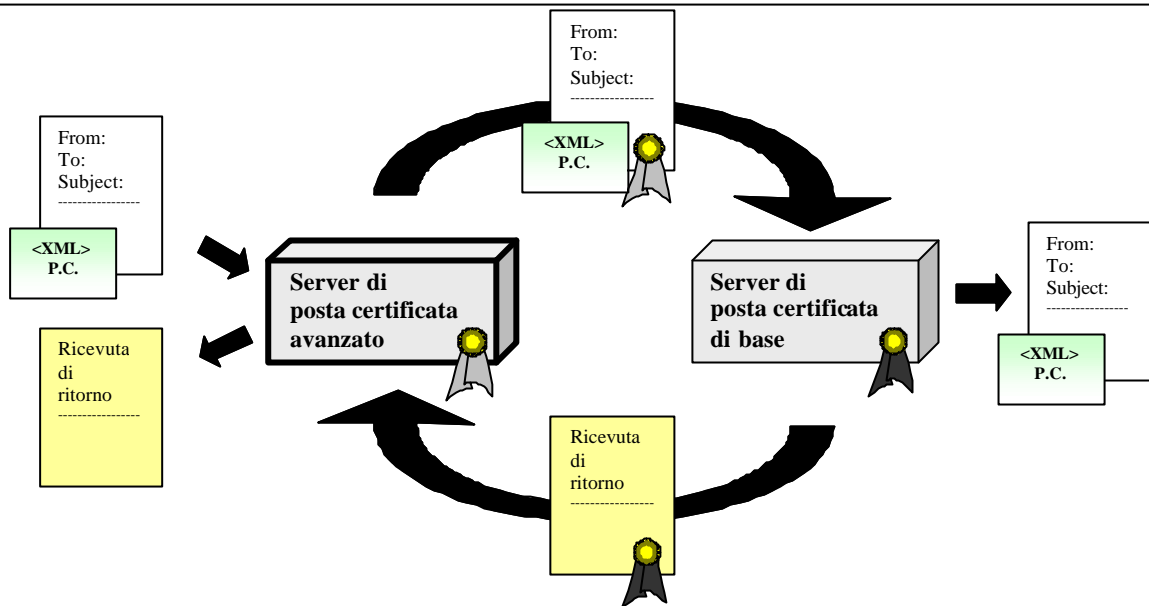 From:
To:
Subject:
-----------------
<XML>
P.C.
From:
To:
Subject:
-----------------
<XML>
P.C.
Server di
posta certificata
avanzato
Server di
posta certificata
di base
From:
To:
Subject:
-----------------
<XML>
P.C.
Ricevuta
di
ritorno
-----------------
Ricevuta
di
ritorno
-----------------